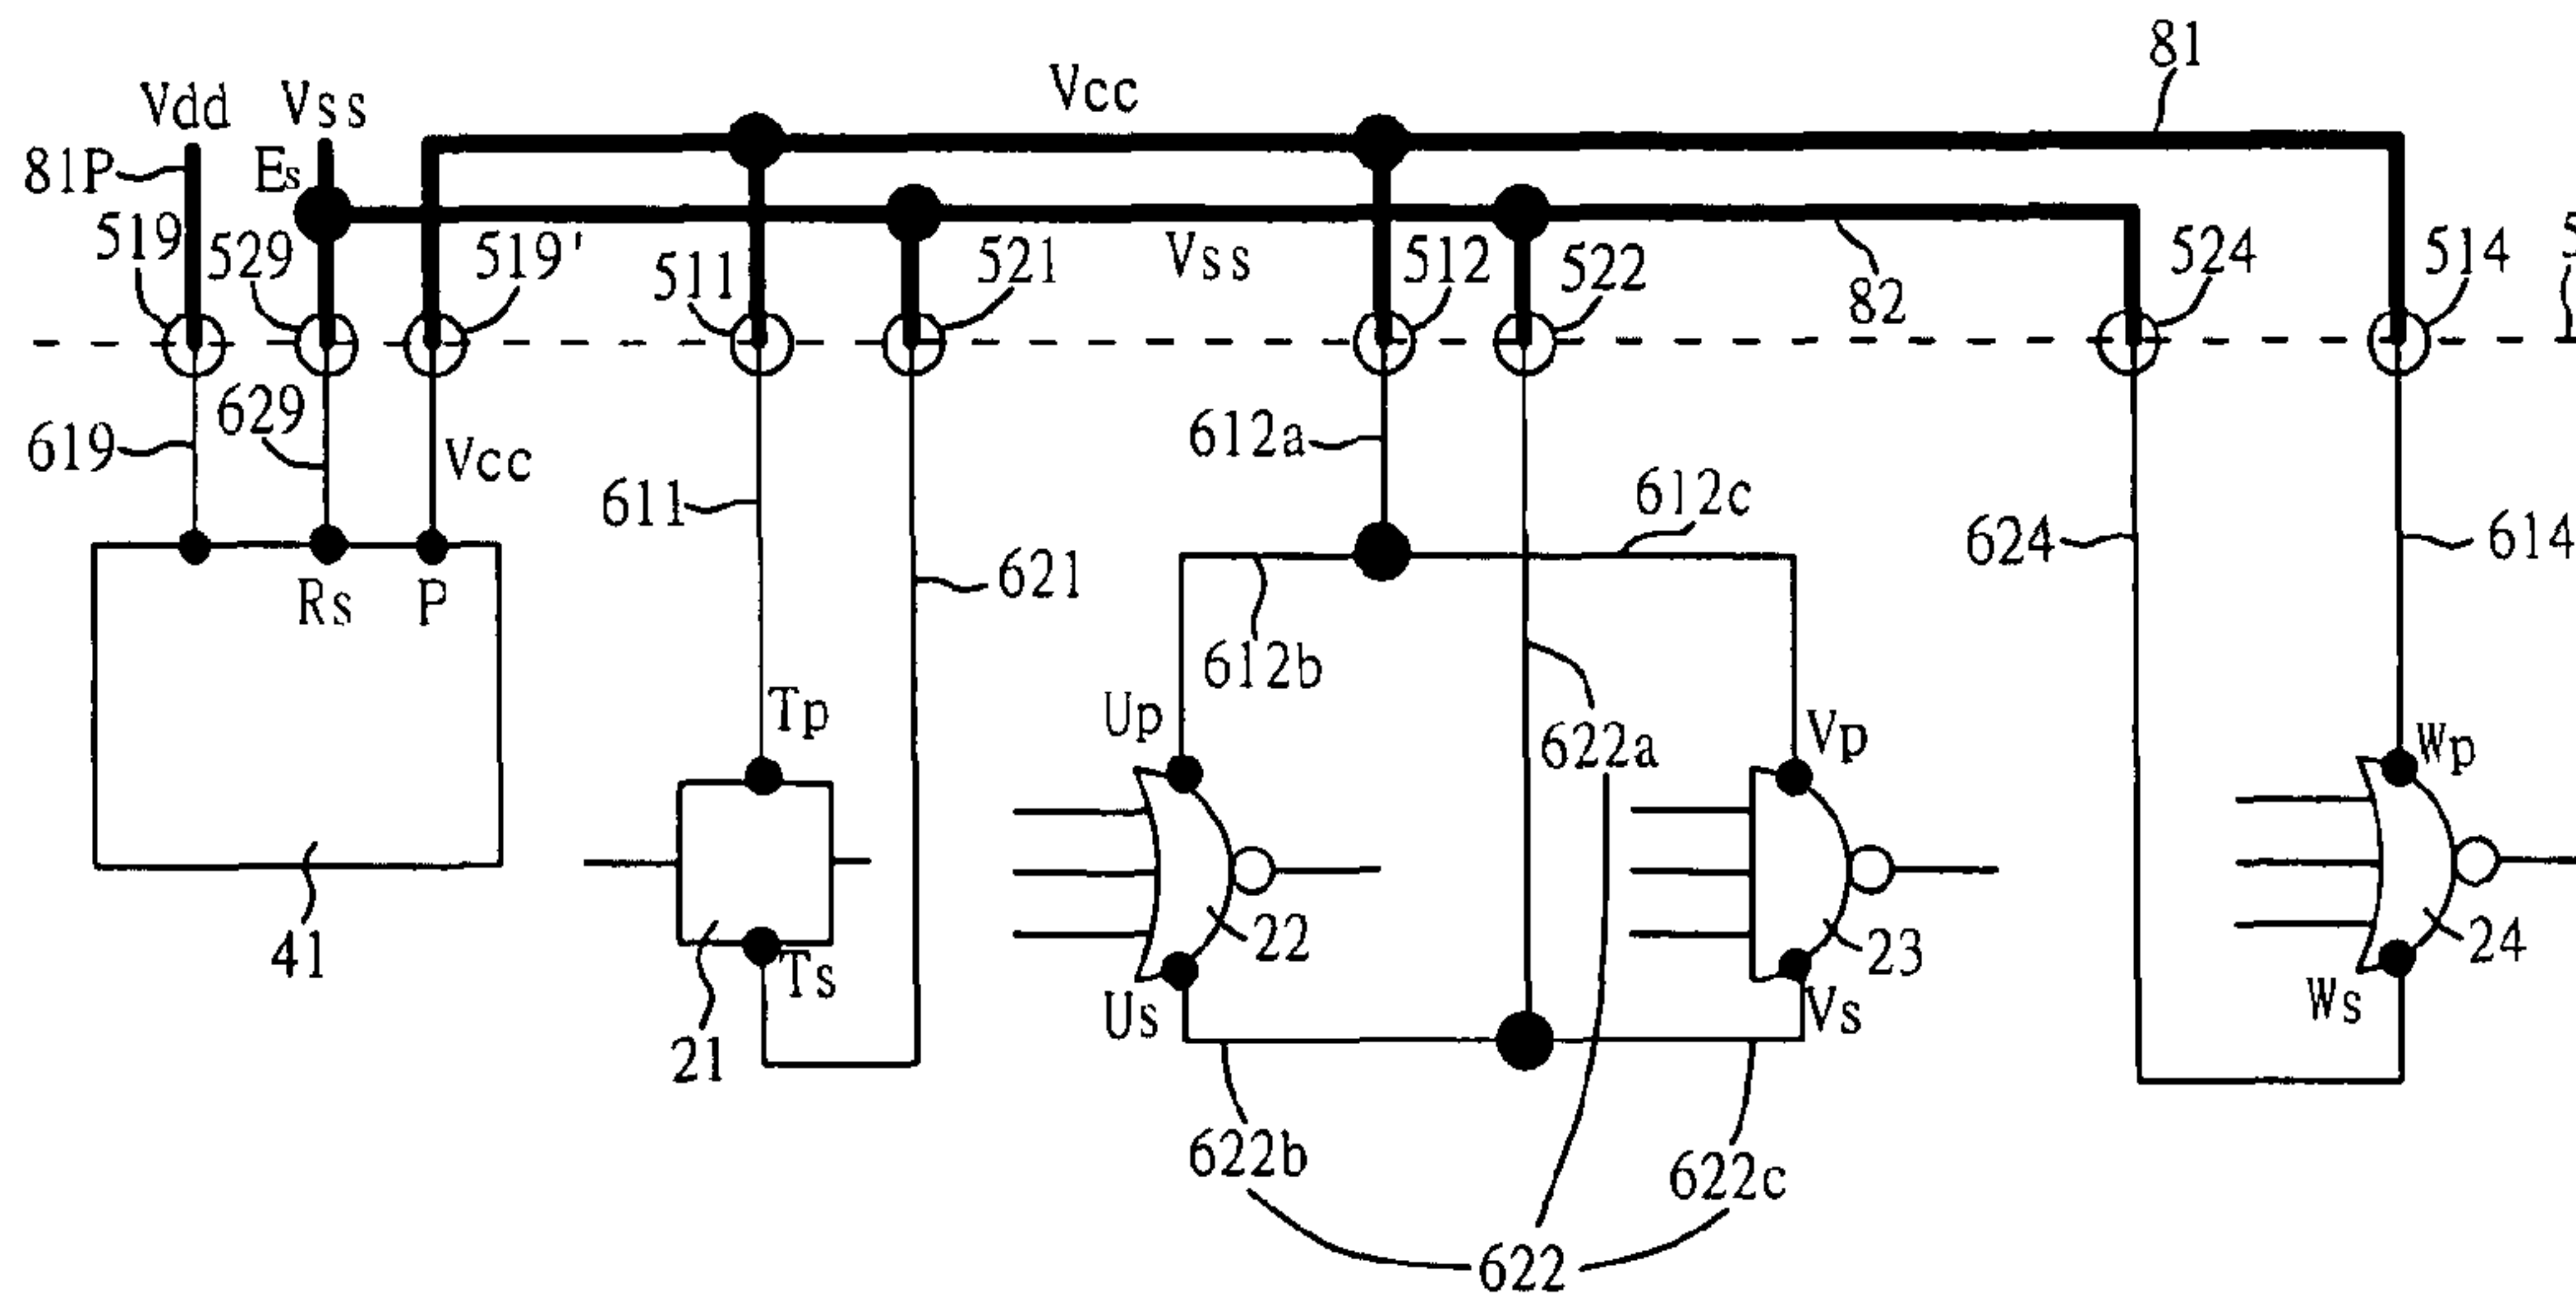 81
Vcc
Vdd Vss
81P Es
519 529 519' 511 521 Vss 512 522 82 524 514
619 629 Vcc 611 621 612a 612c 624 614
Rs P
612b
Tp Up 622a Vp Wp
22 23 24
41 Ts Us Vs Ws
21
622b 622c
622